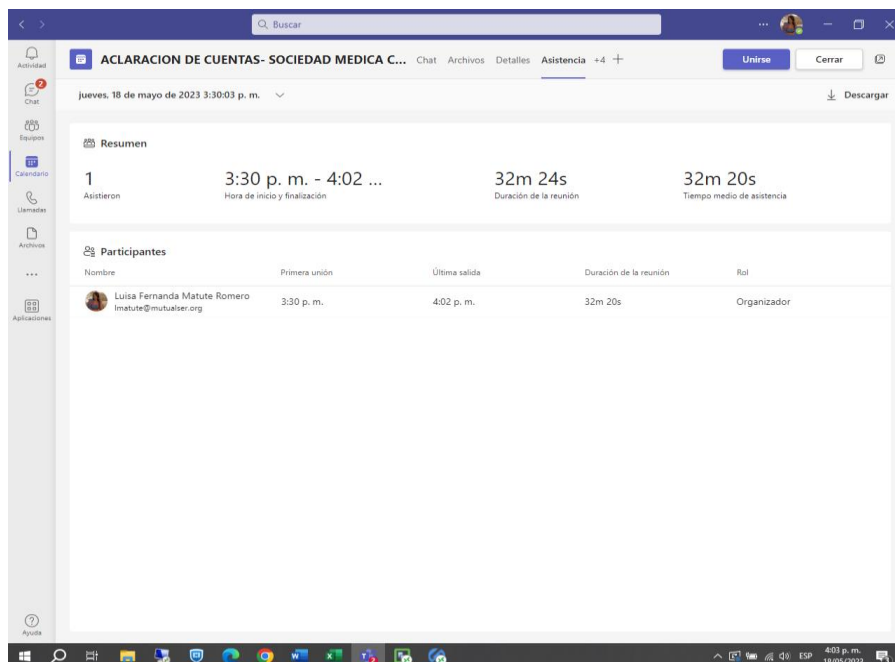 Buscar
Actividad
2
Chat
Equipos
Calendario
Llamadas
Archivos
Aplicaciones
Ayuda
ACLARACION DE CUENTAS- SOCIEDAD MEDICA C... Chat Archivos Detalles Asistencia +4
Unirse Cerrar
jueves, 18 de mayo de 2023 3:30:03 p. m.
Descargar
Resumen
1 3:30 p. m. - 4:02 ... 32m 24s 32m 20s
Asistieron Hora de inicio y finalización Duración de la reunión Tiempo medio de asistencia
Participantes
Nombre Primera unión Última salida Duración de la reunión Rol
Luisa Fernanda Matute Romero
lmatute@mutualser.org
3:30 p. m. 4:02 p. m. 32m 20s Organizador
ESP
4:03 p. m.
18/05/2023